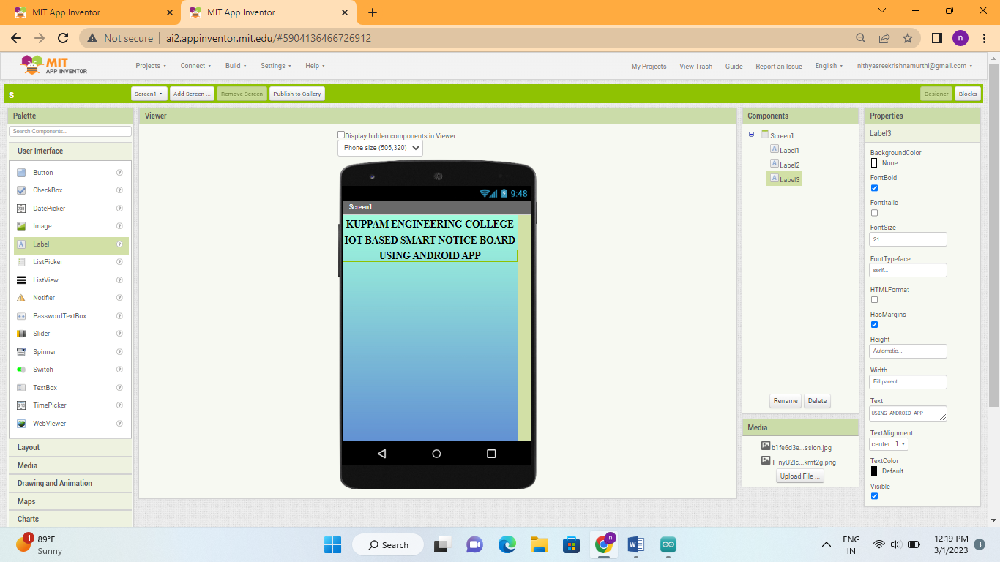 MIT App Inventor
MIT App Inventor
Not secure
ai2.appinventor.mit.edu/#5904136466726912
n
MIT
APP INVENTOR
Projects
Connect
Build
Settings
Help
My Projects
View Trash
Guide
Report an Issue
English
nithyasreekrishnamurthi@gmail.com
s
Screen1
Add Screen ...
Remove Screen
Publish to Gallery
Designer
Blocks
Palette
Search Components...
User Interface
Button
CheckBox
DatePicker
Image
Label
ListPicker
ListView
Notifier
PasswordTextBox
Slider
Spinner
Switch
TextBox
TimePicker
WebViewer
Layout
Media
Drawing and Animation
Maps
Charts
Viewer
Display hidden components in Viewer
Phone size (505,320)
9:48
Screen1
KUPPAM ENGINEERING COLLEGE
IOT BASED SMART NOTICE BOARD
USING ANDROID APP
Components
Screen1
Label1
Label2
Label3
Rename
Delete
Media
b1fe6d3e...ssion.jpg
1_nyU2lc...kmt2g.png
Upload File ...
Properties
Label3
BackgroundColor
None
FontBold
FontItalic
FontSize
21
FontTypeface
serif...
HTMLFormat
HasMargins
Height
Automatic...
Width
Fill parent...
Text
USING ANDROID APP
TextAlignment
center : 1
TextColor
Default
Visible
1
89°F
Sunny
Search
n
ENG
IN
12:19 PM
3/1/2023
3